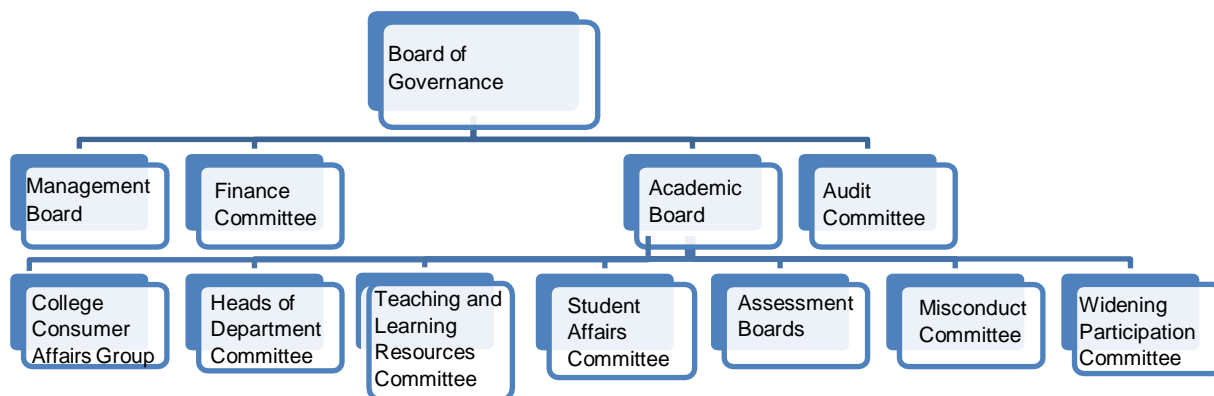 Board of
Governance
Management
Board
Finance
Committee
Academic
Board
Audit
Committee
College
Consumer
Affairs Group
Heads of
Department
Committee
Teaching and
Learning
Resources
Committee
Student
Affairs
Committee
Assessment
Boards
Misconduct
Committee
Widening
Participation
Committee